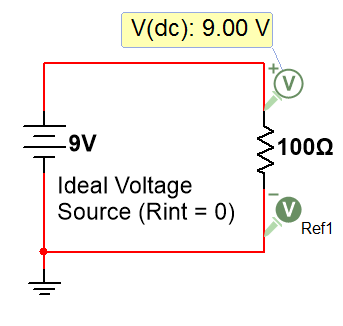 V(dc): 9.00 V
+
V
9V
100Ω
Ideal Voltage
Source (Rint = 0)
−
V
Ref1